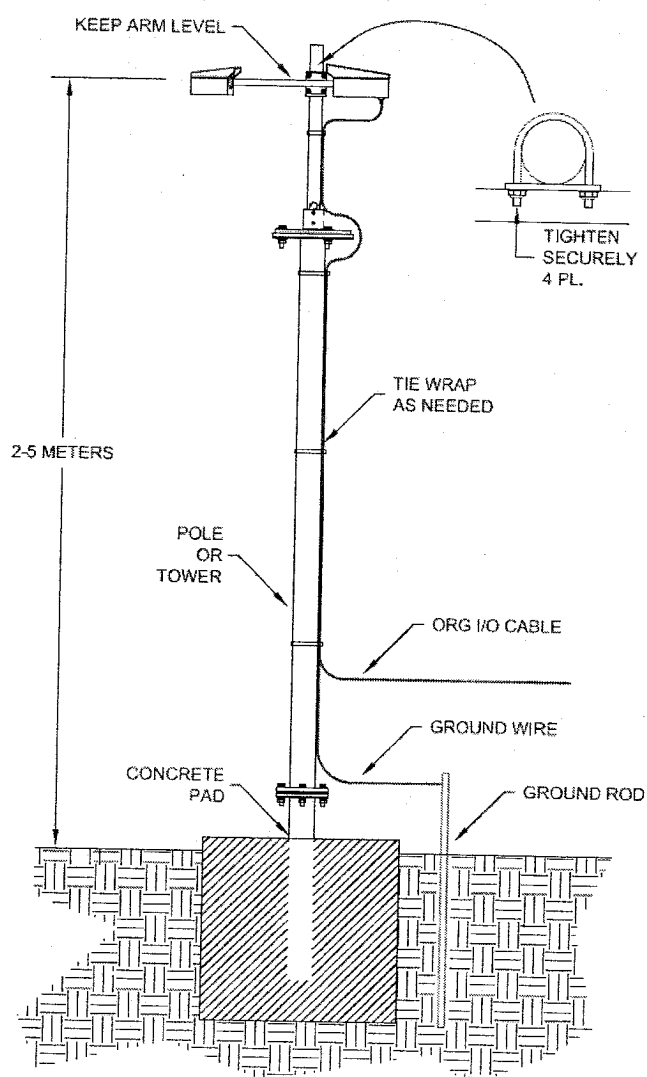 KEEP ARM LEVEL
TIGHTEN
SECURELY
4 PL.
TIE WRAP
AS NEEDED
2-5 METERS
POLE
OR
TOWER
ORG I/O CABLE
GROUND WIRE
CONCRETE
PAD
GROUND ROD